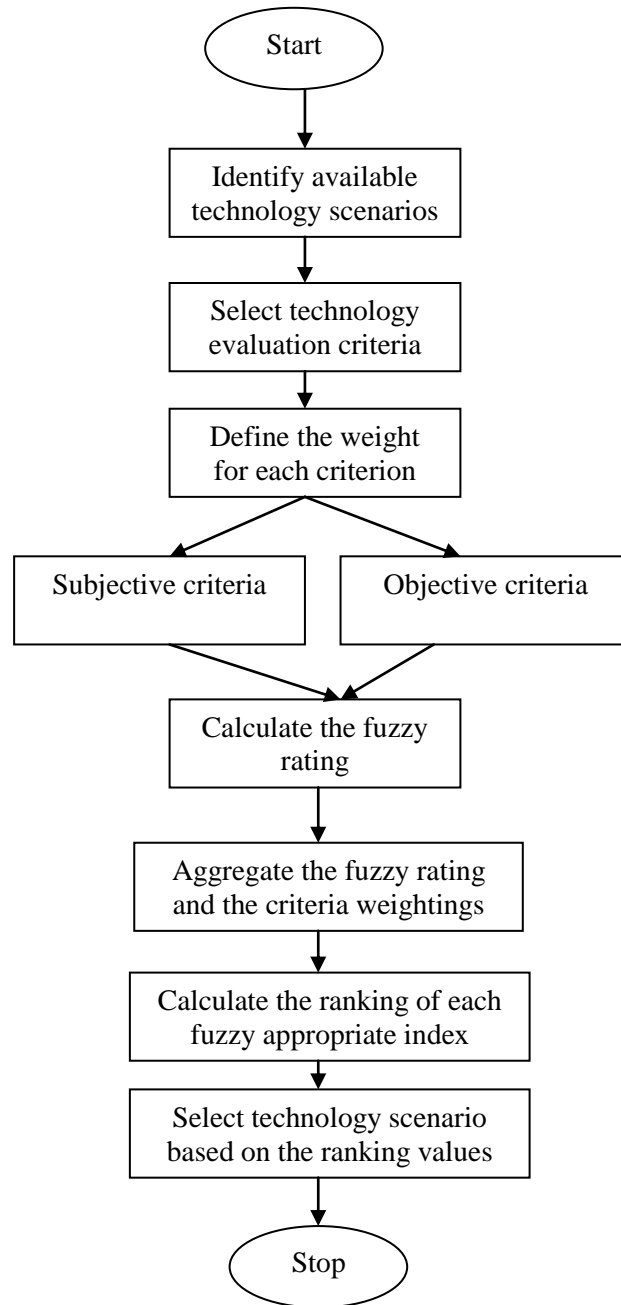 Start
Identify available
technology scenarios
Select technology
evaluation criteria
Define the weight
for each criterion
Subjective criteria
Objective criteria
Calculate the fuzzy
rating
Aggregate the fuzzy rating
and the criteria weightings
Calculate the ranking of each
fuzzy appropriate index
Select technology scenario
based on the ranking values
Stop